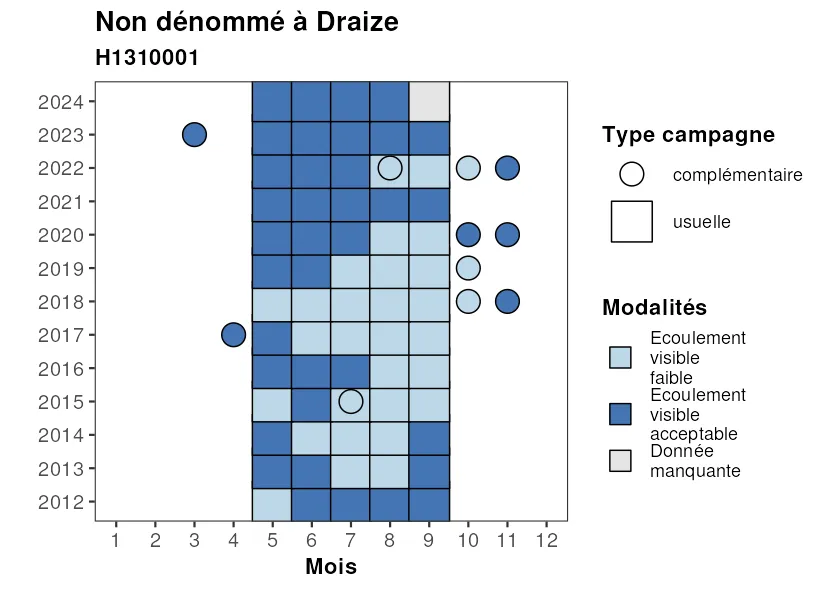 Non dénommé à Draize
H1310001
2024
2023
2022
2021
2020
2019
2018
2017
2016
2015
2014
2013
2012
1 2 3 4 5 6 7 8 9 10 11 12
Mois
Type campagne
complémentaire
usuelle
Modalités
Ecoulement
visible
faible
Ecoulement
visible
acceptable
Donnée
manquante